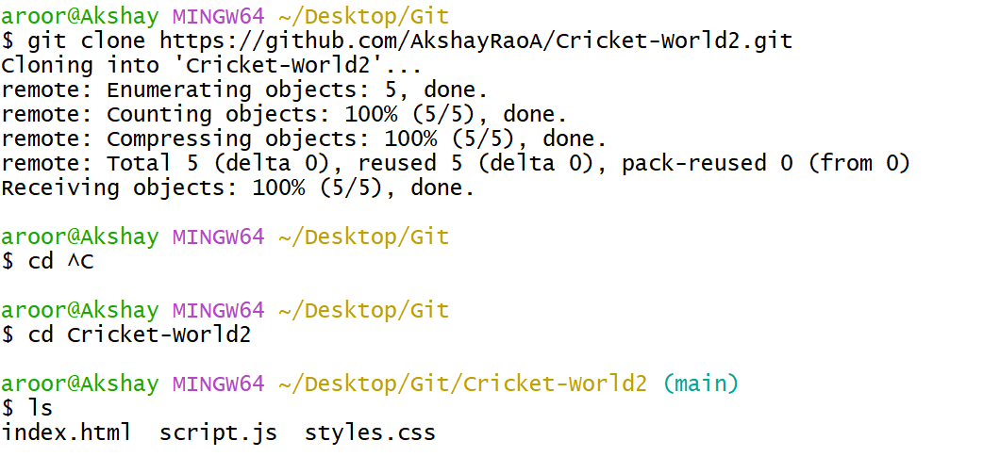 aroor@Akshay MINGW64 ~/Desktop/Git
$ git clone https://github.com/AkshayRaoA/Cricket-World2.git
Cloning into 'Cricket-World2'...
remote: Enumerating objects: 5, done.
remote: Counting objects: 100% (5/5), done.
remote: Compressing objects: 100% (5/5), done.
remote: Total 5 (delta 0), reused 5 (delta 0), pack-reused 0 (from 0)
Receiving objects: 100% (5/5), done.
aroor@Akshay MINGW64 ~/Desktop/Git
$ cd ^C
aroor@Akshay MINGW64 ~/Desktop/Git
$ cd Cricket-World2
aroor@Akshay MINGW64 ~/Desktop/Git/Cricket-World2 (main)
$ ls
index.html  script.js  styles.css